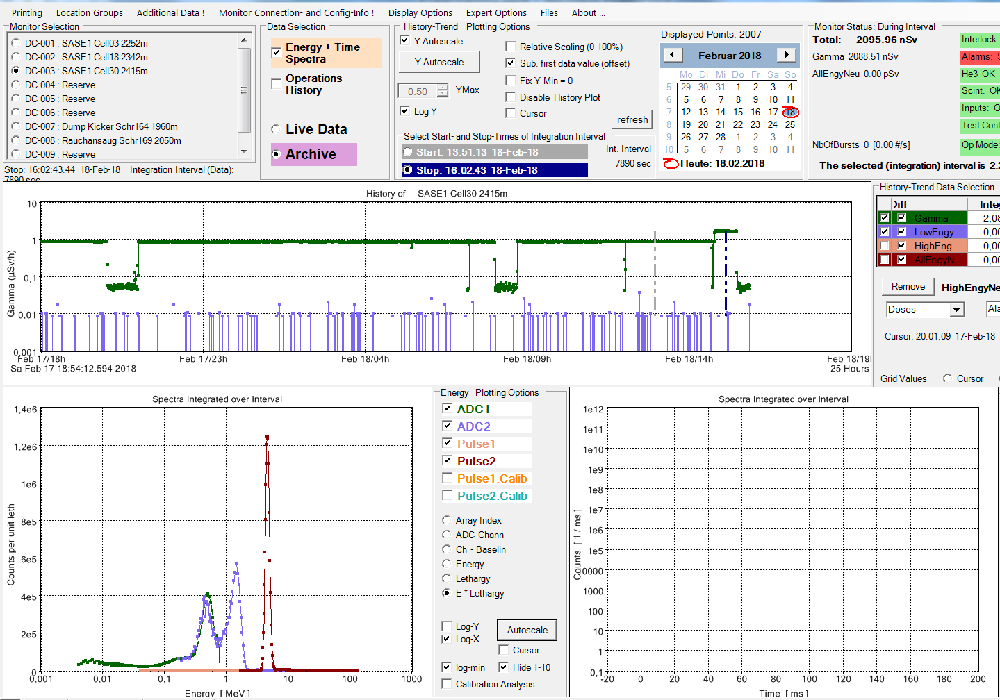 Printing Location Groups Additional Data ! Monitor Connection- and Config-Info ! Display Options Expert Options Files About ...
Monitor Selection
DC-001 : SASE1 Cell03 2252m
DC-002 : SASE1 Cell18 2342m
DC-003 : SASE1 Cell30 2415m
DC-004 : Reserve
DC-005 : Reserve
DC-006 : Reserve
DC-007 : Dump Kicker Schr164 1960m
DC-008 : Rauchansaug Schr169 2050m
DC-009 : Reserve
Stop: 16:02:43.44 18-Feb-18 Integration Interval (Data):
7890 sec
Data Selection
Energy + Time
Spectra
Operations
History
Live Data
Archive
History-Trend Plotting Options
Y Autoscale
Y Autoscale
0.50 YMax
Log Y
Relative Scaling (0-100%)
Sub. first data value (offset)
Fix Y-Min = 0
Disable History Plot
Cursor
refresh
Select Start- and Stop-Times of Integration Interval
Start: 13:51:13 18-Feb-18
Stop: 16:02:43 18-Feb-18
Int. Interval
7890 sec
Displayed Points: 2007
Februar 2018
Mo Di Mi Do Fr Sa So
5 29 30 31 1 2 3 4
6 5 6 7 8 9 10 11
7 12 13 14 15 16 17 18
8 19 20 21 22 23 24 25
9 26 27 28 1 2 3 4
10 5 6 7 8 9 10 11
Heute: 18.02.2018
Monitor Status: During Interval
Total: 2095.96 nSv
Gamma 2088.51 nSv
AllEngyNeu 0.00 pSv
NbOfBursts 0 [0.00 #/s]
The selected (integration) interval is 2.2
Interlock:
Alarms: S
He3 OK
Scint. OK
Inputs: O
Test Cont
Op Mode:
History of SASE1 Cell30 2415m
Gamma (µSv/h)
10
1
0,1
0,01
0,001
Feb 17/18h Feb 17/23h Feb 18/04h Feb 18/09h Feb 18/14h Feb 18/19
Sa Feb 17 18:54:12.594 2018 25 Hours
History-Trend Data Selection
Diff Integ
Gamma 2,08
LowEngy... 0,00
HighEng... 0,00
AllEngyN... 0,00
Remove HighEngyNe
Doses Ala
Cursor: 20:01:09 17-Feb-18
Grid Values Cursor
Spectra Integrated over Interval
Counts per unit leth
1,4e6
1,2e6
1e6
8e5
6e5
4e5
2e5
0
0,001 0,01 0,1 1 10 100 1000
Energy [ MeV ]
Energy Plotting Options
ADC1
ADC2
Pulse1
Pulse2
Pulse1.Calib
Pulse2.Calib
Array Index
ADC Chann
Ch - Baselin
Energy
Lethargy
E * Lethargy
Log-Y
Log-X
Autoscale
Cursor
log-min
Hide 1-10
Calibration Analysis
Spectra Integrated over Interval
Counts [ 1 / ms ]
1e12
1e11
1e10
1e9
1e8
1e7
1e6
1e5
10000
1000
100
10
1
0,1
-20 0 20 40 60 80 100 120 140 160 180 200
Time [ ms ]